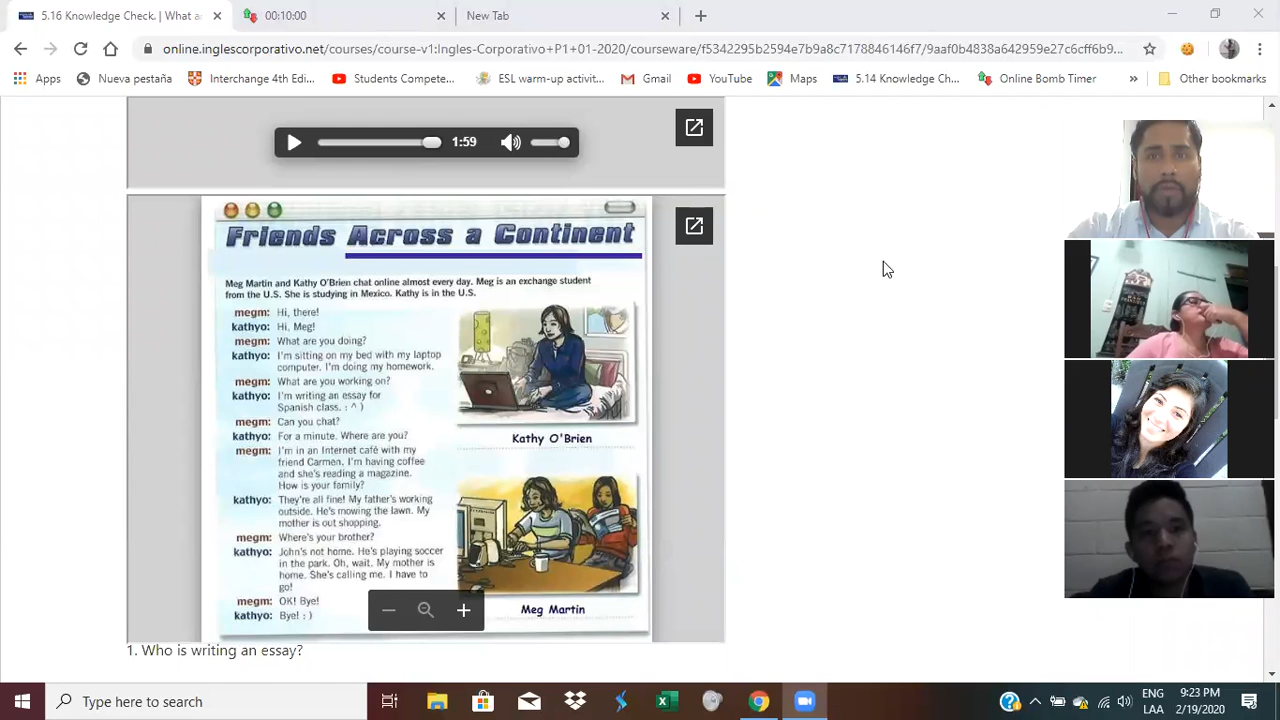 5.16 Knowledge Check. | What ar
00:10:00
New Tab
online.inglescorporativo.net/courses/course-v1:Ingles-Corporativo+P1+01-2020/courseware/f5342295b2594e7b9a8c7178846146f7/9aaf0b4838a642959e27c6cff6b9...
Apps
Nueva pestaña
Interchange 4th Edi...
Students Compete...
ESL warm-up activit...
Gmail
YouTube
Maps
5.14 Knowledge Ch...
Online Bomb Timer
»
Other bookmarks
1:59
Friends Across a Continent
Meg Martin and Kathy O'Brien chat online almost every day. Meg is an exchange student
from the U.S. She is studying in Mexico. Kathy is in the U.S.
megm: Hi, there!
kathyo: Hi, Meg!
megm: What are you doing?
kathyo: I'm sitting on my bed with my laptop
computer. I'm doing my homework.
megm: What are you working on?
kathyo: I'm writing an essay for
Spanish class. : ^ )
megm: Can you chat?
kathyo: For a minute. Where are you?
megm: I'm in an Internet café with my
friend Carmen. I'm having coffee
and she's reading a magazine.
How is your family?
kathyo: They're all fine! My father's working
outside. He's mowing the lawn. My
mother is out shopping.
megm: Where's your brother?
kathyo: John's not home. He's playing soccer
in the park. Oh, wait. My mother is
home. She's calling me. I have to
go!
megm: OK! Bye!
kathyo: Bye! : )
Kathy O'Brien
Meg Martin
1. Who is writing an essay?
Type here to search
ENG
LAA
9:23 PM
2/19/2020